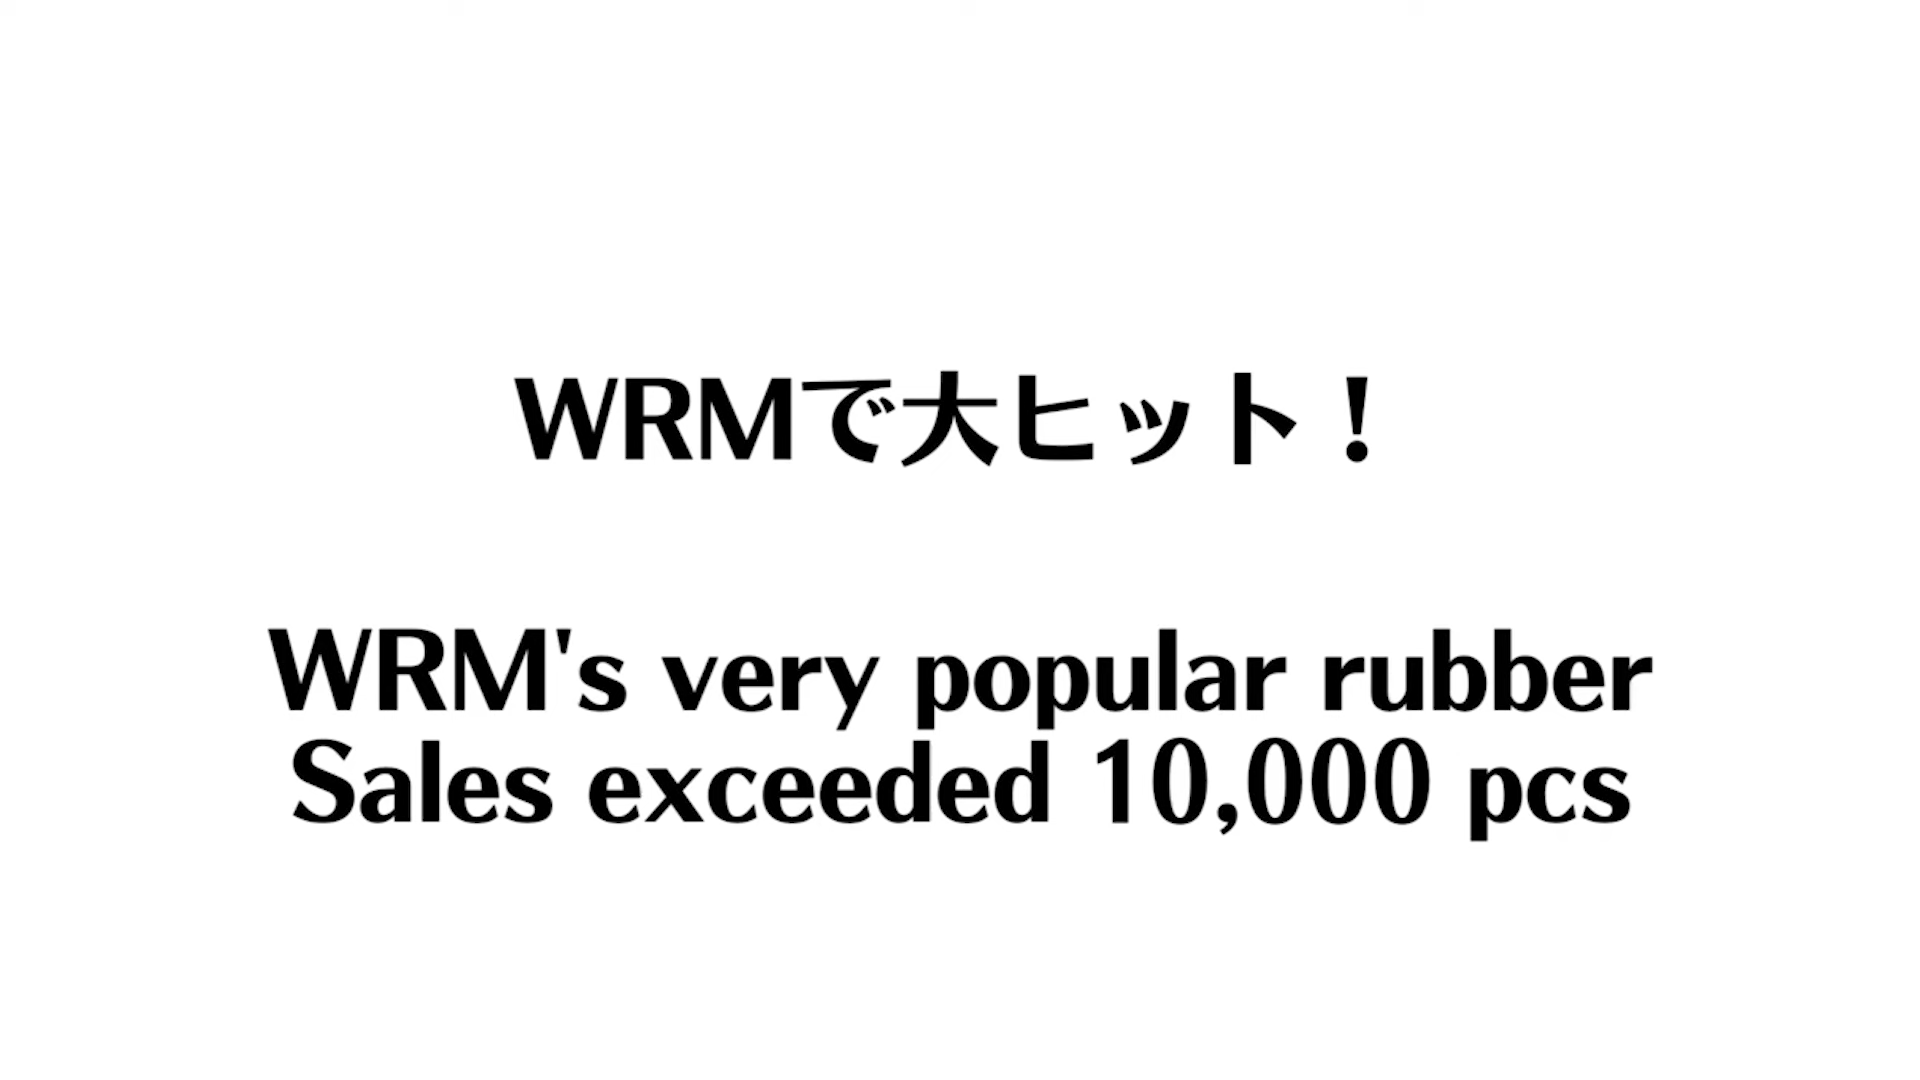 WRMで大ヒット！
WRM's very popular rubber
Sales exceeded 10,000 pcs